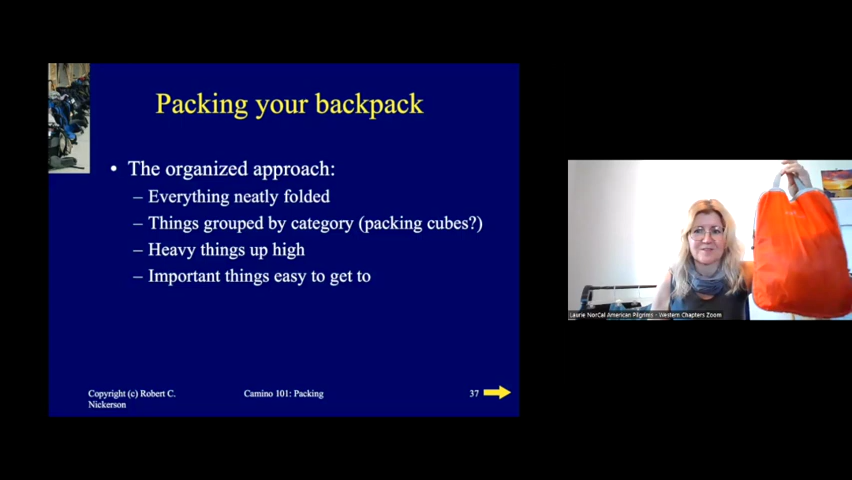 Packing your backpack
• The organized approach:
– Everything neatly folded
– Things grouped by category (packing cubes?)
– Heavy things up high
– Important things easy to get to
Copyright (c) Robert C.
Nickerson
Camino 101: Packing
37
Laurie NorCal American Pilgrims - Western Chapters Zoom